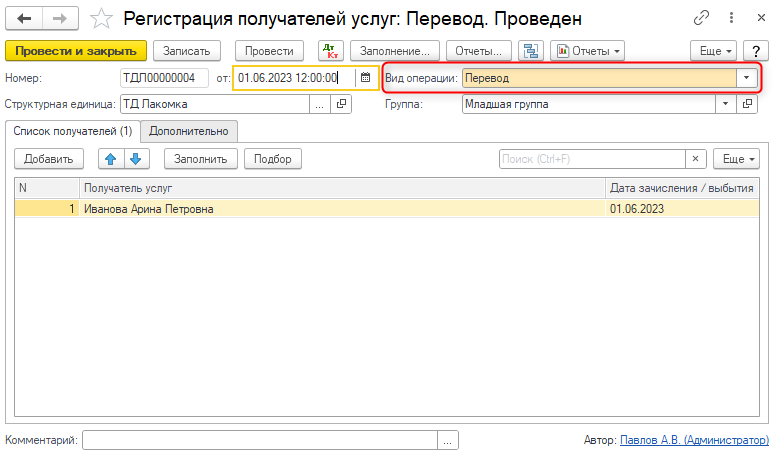 Регистрация получателей услуг: Перевод. Проведен
Провести и закрыть Записать Провести Дт Кт Заполнение... Отчеты... Отчеты Еще ?
Номер: ТДЛ00000004 от: 01.06.2023 12:00:00 Вид операции: Перевод
Структурная единица: ТД Лакомка ... Группа: Младшая группа
Список получателей (1) Дополнительно
Добавить Заполнить Подбор Поиск (Ctrl+F) × Еще
N Получатель услуг Дата зачисления / выбытия
1 Иванова Арина Петровна 01.06.2023
Комментарий: ... Автор: Павлов А.В. (Администратор)